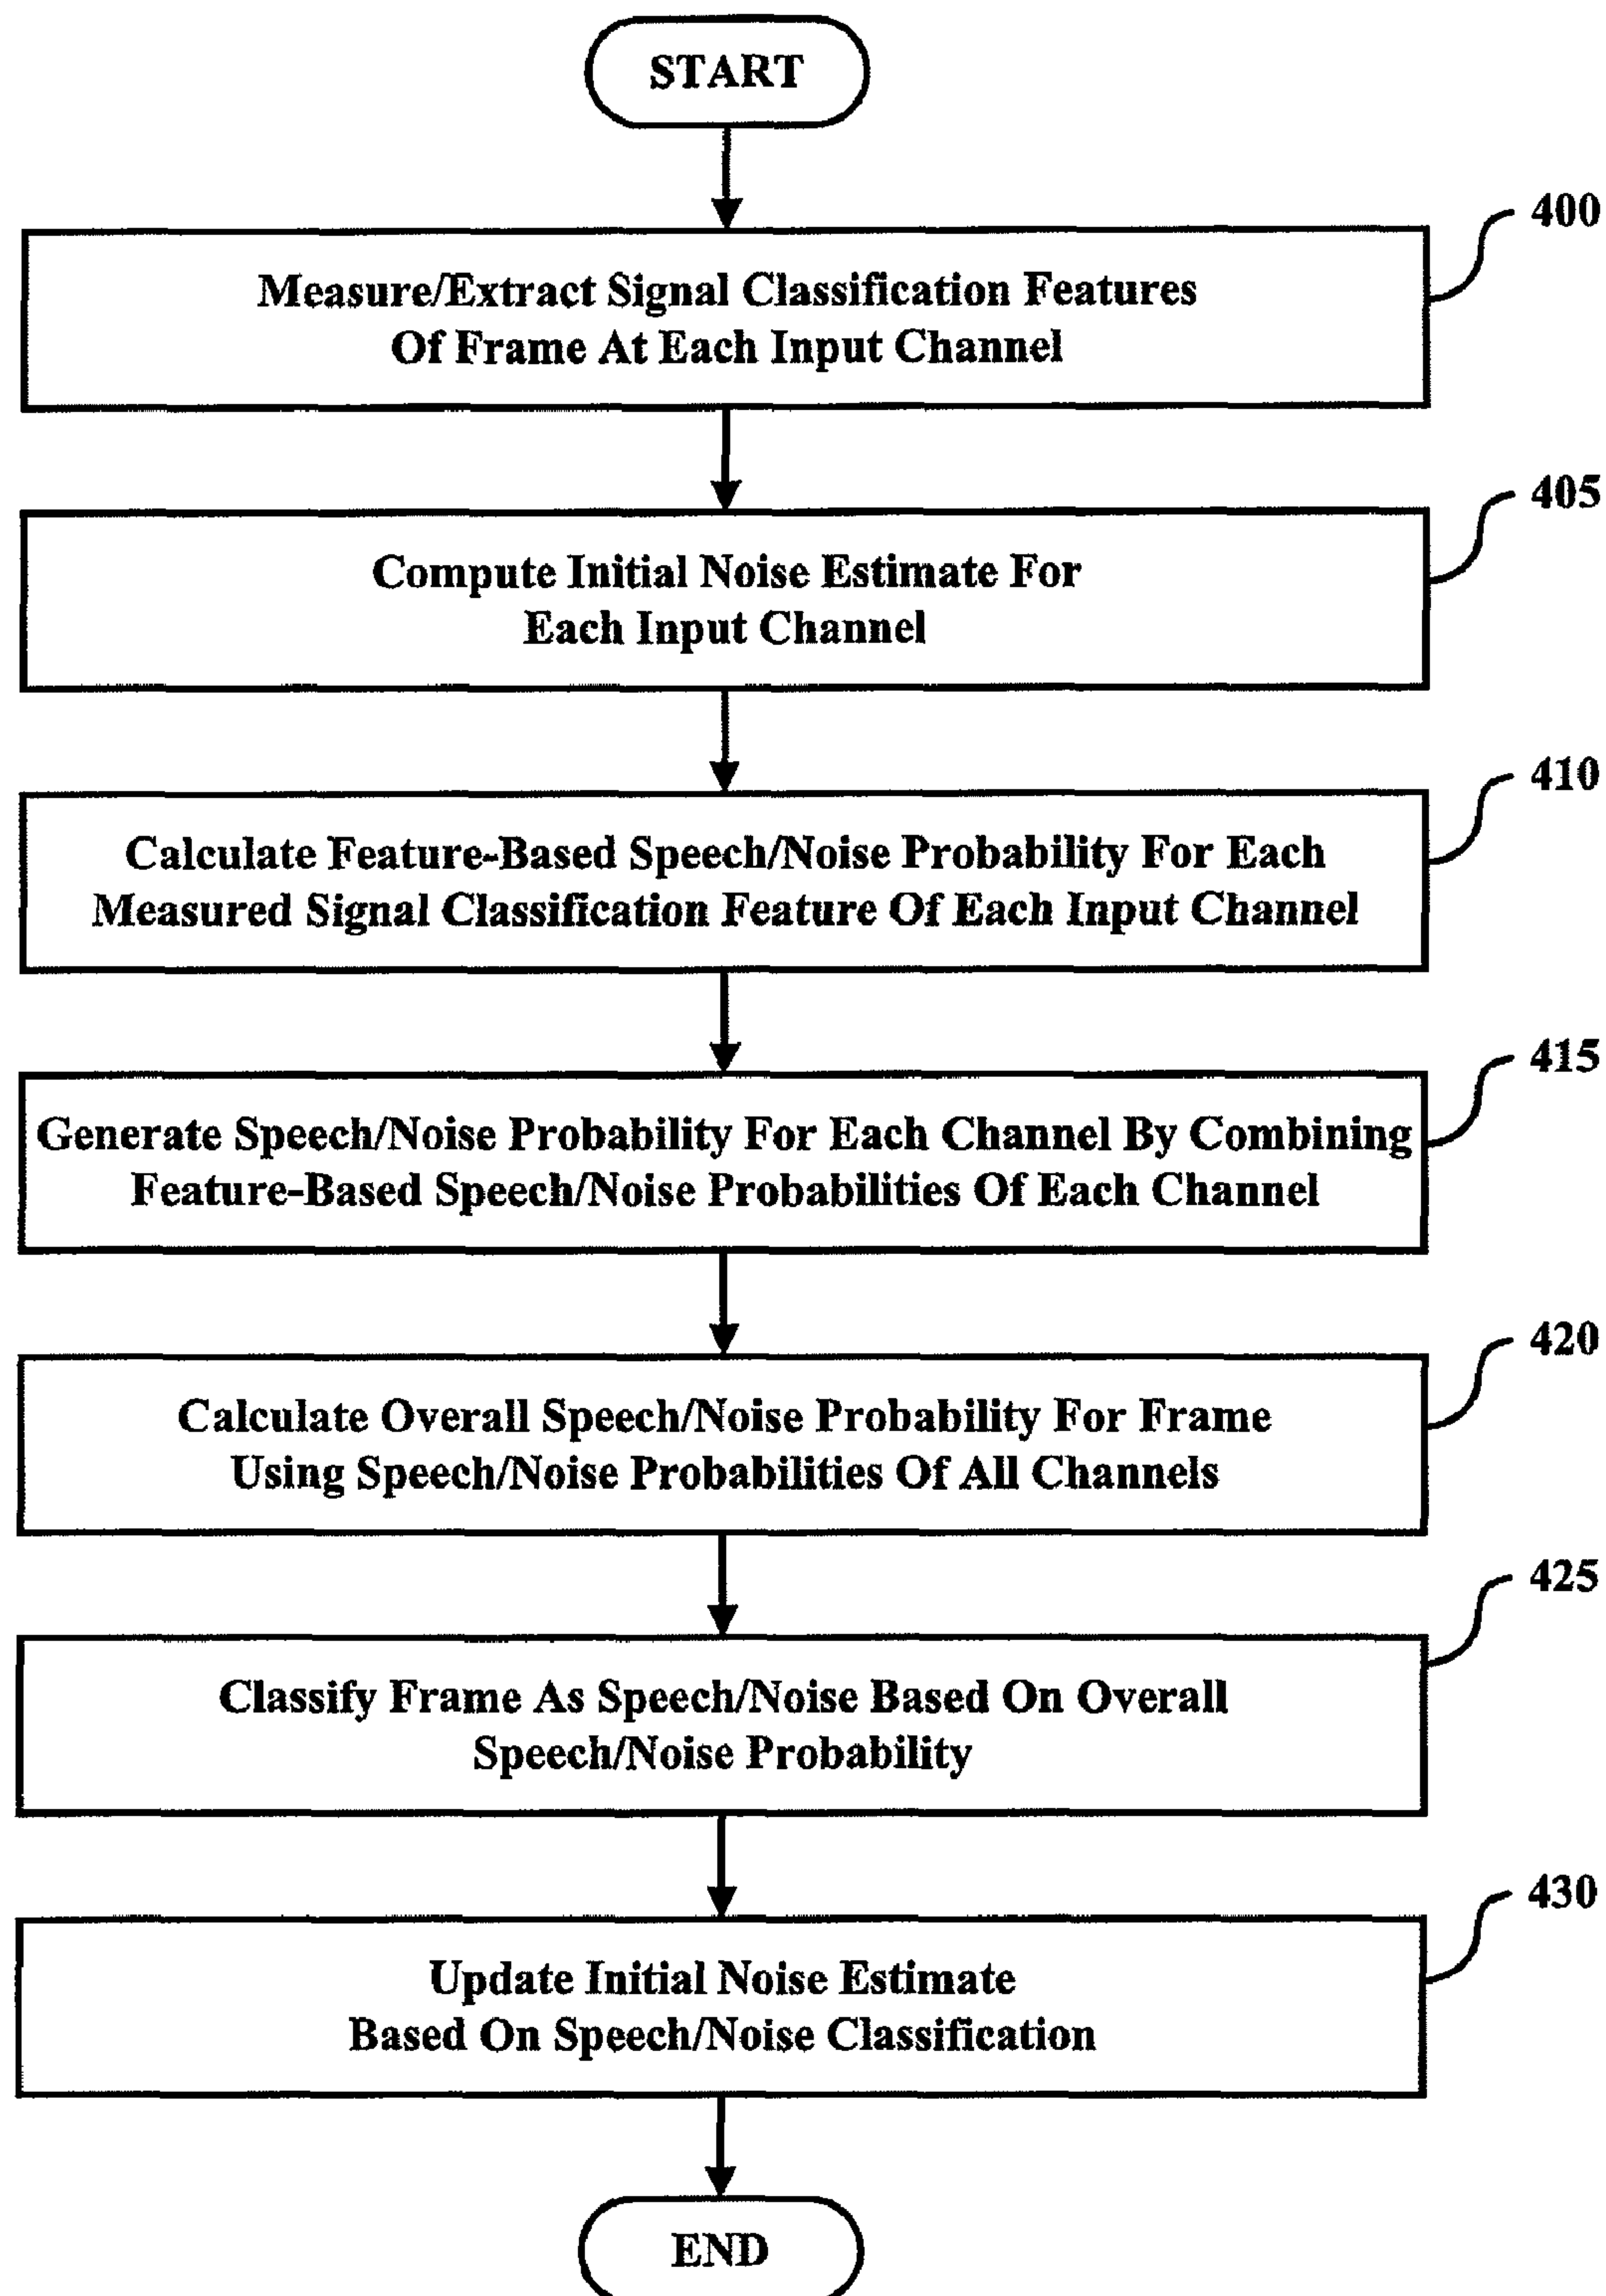 START
400
Measure/Extract Signal Classification Features
Of Frame At Each Input Channel
405
Compute Initial Noise Estimate For
Each Input Channel
410
Calculate Feature-Based Speech/Noise Probability For Each
Measured Signal Classification Feature Of Each Input Channel
415
Generate Speech/Noise Probability For Each Channel By Combining
Feature-Based Speech/Noise Probabilities Of Each Channel
420
Calculate Overall Speech/Noise Probability For Frame
Using Speech/Noise Probabilities Of All Channels
425
Classify Frame As Speech/Noise Based On Overall
Speech/Noise Probability
430
Update Initial Noise Estimate
Based On Speech/Noise Classification
END